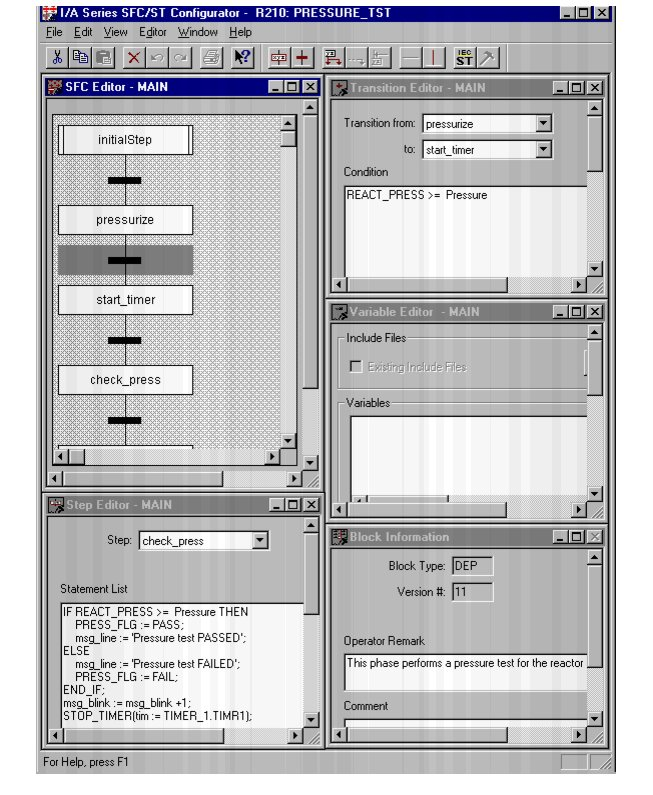 I/A Series SFC/ST Configurator - R210: PRESSURE_TST
File Edit View Editor Window Help
IEC
ST
SFC Editor - MAIN
initialStep
pressurize
start_timer
check_press
Transition Editor - MAIN
Transition from: pressurize
to: start_timer
Condition
REACT_PRESS >= Pressure
Variable Editor - MAIN
Include Files
Existing Include Files
Variables
Step Editor - MAIN
Step: check_press
Statement List
IF REACT_PRESS >= Pressure THEN
PRESS_FLG := PASS;
msg_line := 'Pressure test PASSED';
ELSE
msg_line := 'Pressure test FAILED';
PRESS_FLG := FAIL;
END_IF;
msg_blink := msg_blink +1;
STOP_TIMER(tim := TIMER_1.TIMR1);
Block Information
Block Type: DEP
Version #: 11
Operator Remark
This phase performs a pressure test for the reactor
Comment
For Help, press F1